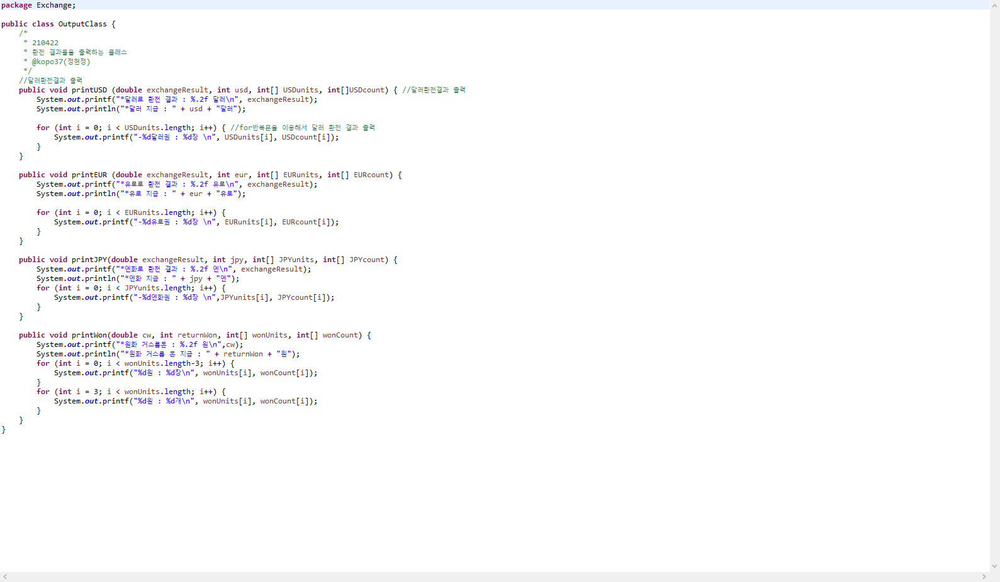 package Exchange;
public class OutputClass {
/*
* 210422
* 환전 결과물을 출력하는 클래스
* @kopo37(정현정)
*/
//달러환전결과 출력
public void printUSD (double exchangeResult, int usd, int[] USDunits, int[]USDcount) { //달러환전결과 출력
System.out.printf("*달러로 환전 결과 : %.2f 달러\n", exchangeResult);
System.out.println("*달러 지급 : " + usd + "달러");
for (int i = 0; i < USDunits.length; i++) { //for반복문을 이용해서 달러 환전 결과 출력
System.out.printf("-%d달러권 : %d장 \n", USDunits[i], USDcount[i]);
}
}
public void printEUR (double exchangeResult, int eur, int[] EURunits, int[] EURcount) {
System.out.printf("*유로로 환전 결과 : %.2f 유로\n", exchangeResult);
System.out.println("*유로 지급 : " + eur + "유로");
for (int i = 0; i < EURunits.length; i++) {
System.out.printf("-%d유로권 : %d장 \n", EURunits[i], EURcount[i]);
}
}
public void printJPY(double exchangeResult, int jpy, int[] JPYunits, int[] JPYcount) {
System.out.printf("*엔화로 환전 결과 : %.2f 엔\n", exchangeResult);
System.out.println("*엔화 지급 : " + jpy + "엔");
for (int i = 0; i < JPYunits.length; i++) {
System.out.printf("-%d엔화권 : %d장 \n",JPYunits[i], JPYcount[i]);
}
}
public void printWon(double cw, int returnWon, int[] wonUnits, int[] wonCount) {
System.out.printf("*원화 거스름돈 : %.2f 원\n",cw);
System.out.println("*원화 거스름 돈 지급 : " + returnWon + "원");
for (int i = 0; i < wonUnits.length-3; i++) {
System.out.printf("%d원 : %d장\n", wonUnits[i], wonCount[i]);
}
for (int i = 3; i < wonUnits.length; i++) {
System.out.printf("%d원 : %d개\n", wonUnits[i], wonCount[i]);
}
}
}